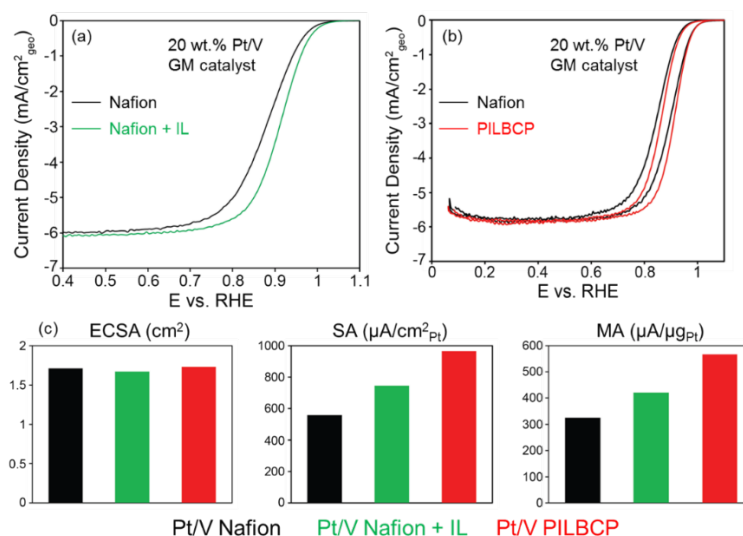 (a)
20 wt.% Pt/V
GM catalyst
Nafion
Nafion + IL
Current Density (mA/cm²geo)
0
-1
-2
-3
-4
-5
-6
-7
0.4 0.5 0.6 0.7 0.8 0.9 1 1.1
E vs. RHE
(b)
20 wt.% Pt/V
GM catalyst
Nafion
PILBCP
Current Density (mA/cm²geo)
0
-1
-2
-3
-4
-5
-6
-7
0 0.2 0.4 0.6 0.8 1
E vs. RHE
(c)
ECSA (cm²)
2
1.5
1
0.5
0
SA (µA/cm²Pt)
1000
800
600
400
200
0
MA (µA/µgPt)
600
500
400
300
200
100
0
Pt/V Nafion Pt/V Nafion + IL Pt/V PILBCP